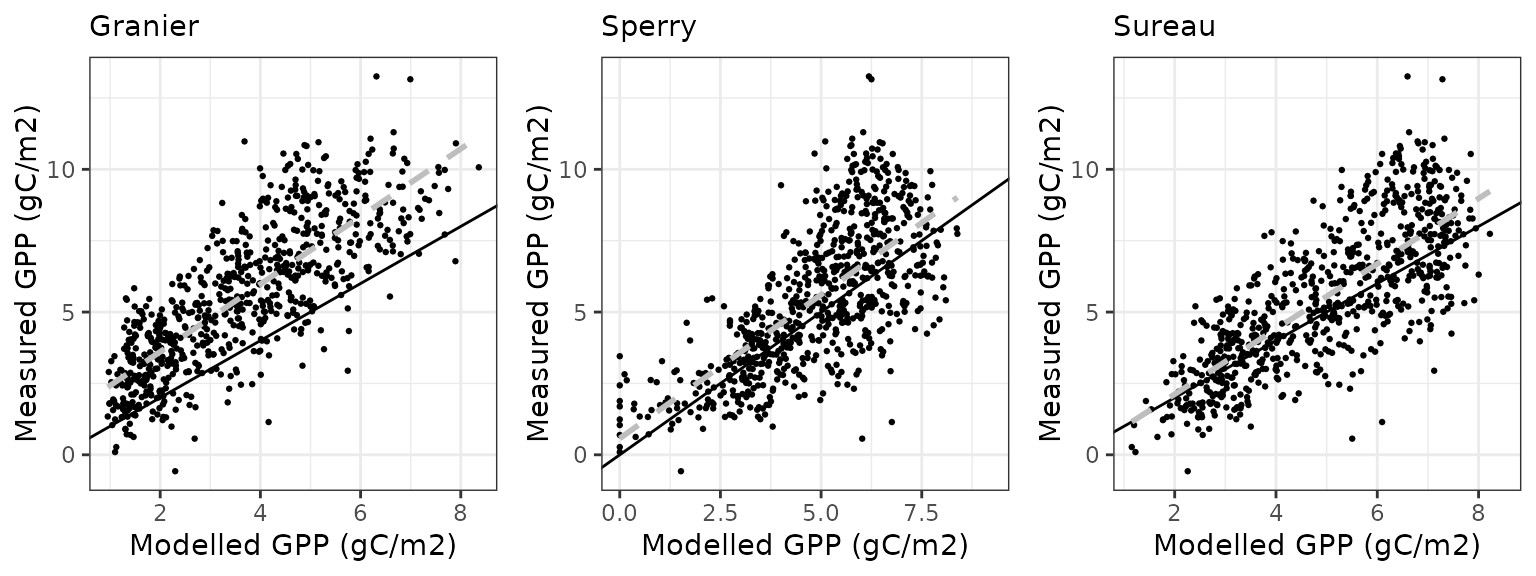 Granier
Measured GPP (gC/m2)
10
5
0
2 4 6 8
Modelled GPP (gC/m2)
Sperry
Measured GPP (gC/m2)
10
5
0
0.0 2.5 5.0 7.5
Modelled GPP (gC/m2)
Sureau
Measured GPP (gC/m2)
10
5
0
2 4 6 8
Modelled GPP (gC/m2)